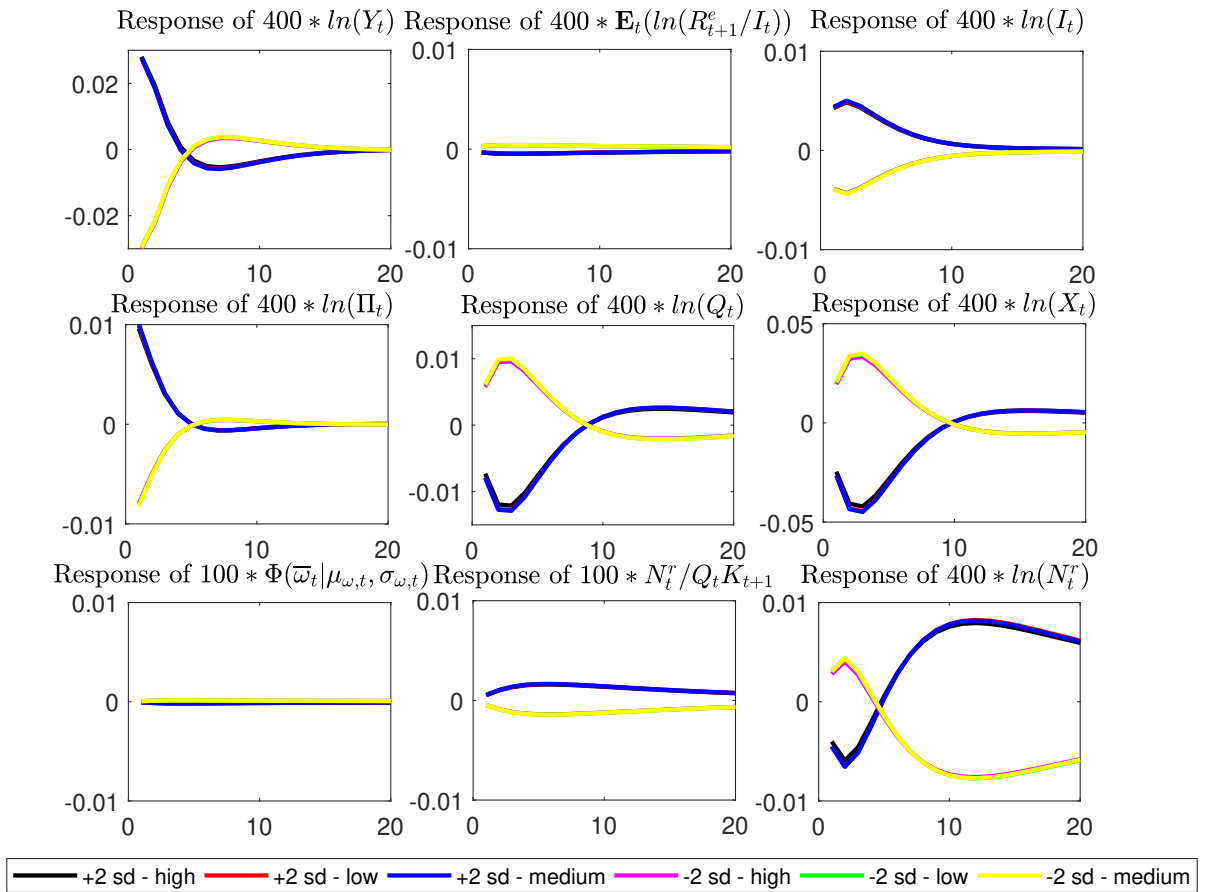 Response of 400 ∗ ln(Y_t) Response of 400 ∗ E_t(ln(R^e_{t+1}/I_t)) Response of 400 ∗ ln(I_t)
0.02
0
-0.02
0 10 20
0.01
0
-0.01
0 10 20
0.01
0
-0.01
0 10 20
Response of 400 ∗ ln(Π_t) Response of 400 ∗ ln(Q_t) Response of 400 ∗ ln(X_t)
0.01
0
-0.01
0 10 20
0.01
0
-0.01
0 10 20
0.05
0
-0.05
0 10 20
Response of 100 ∗ Φ(ω̅_t|μ_{ω,t}, σ_{ω,t}) Response of 100 ∗ N^r_t/Q_tK_{t+1} Response of 400 ∗ ln(N^r_t)
0.01
0
-0.01
0 10 20
0.01
0
-0.01
0 10 20
0.01
0
-0.01
0 10 20
+2 sd - high +2 sd - low +2 sd - medium -2 sd - high -2 sd - low -2 sd - medium